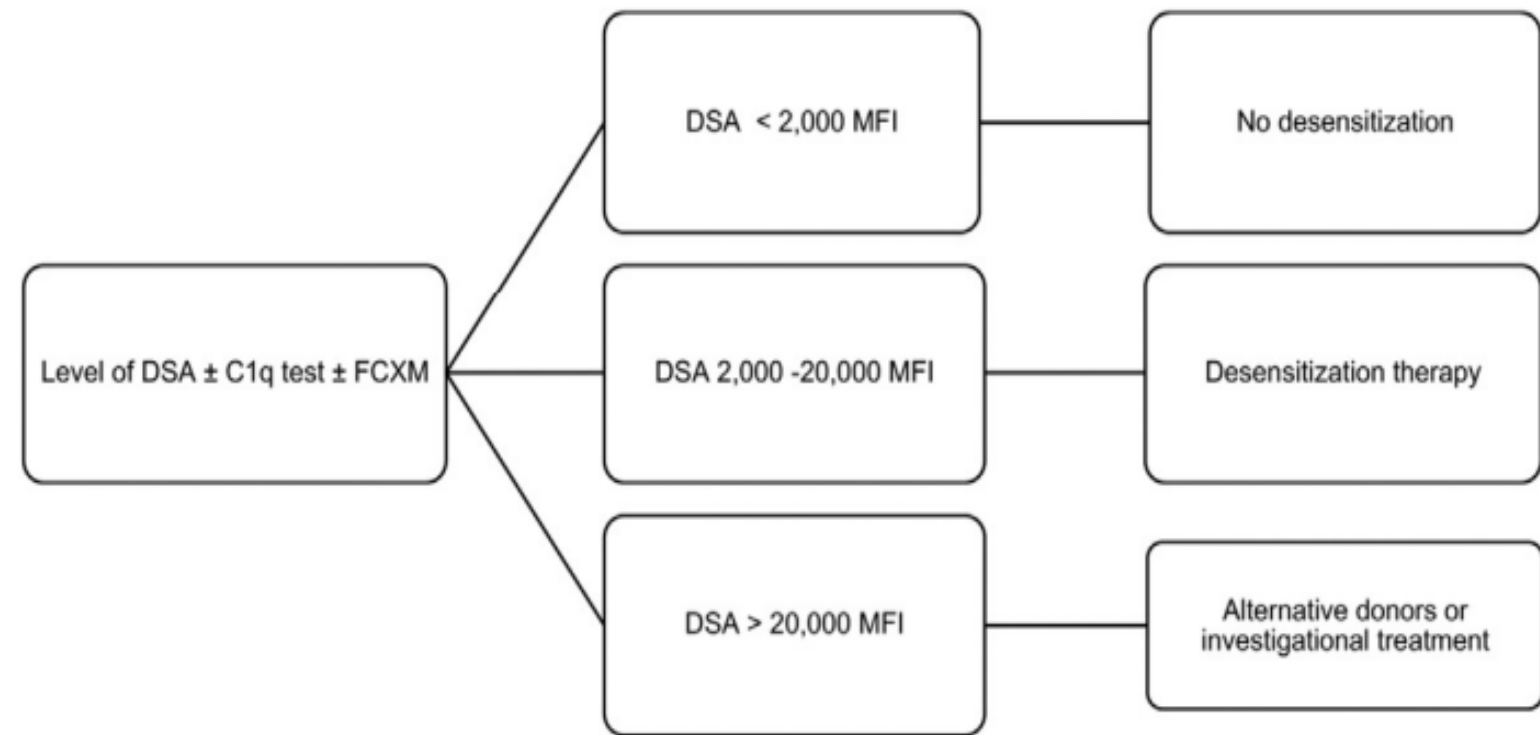 DSA < 2,000 MFI
No desensitization
Level of DSA ± C1q test ± FCXM
DSA 2,000 -20,000 MFI
Desensitization therapy
DSA > 20,000 MFI
Alternative donors or
investigational treatment